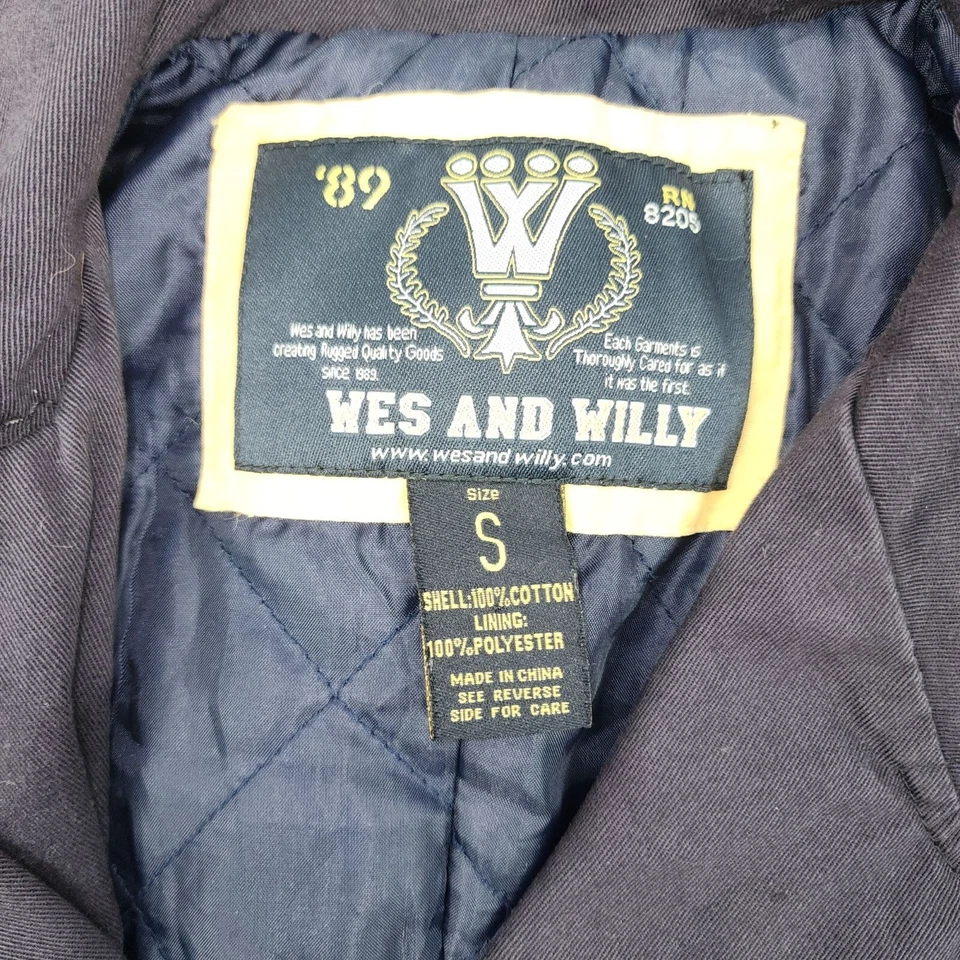 '89
W
RN
8205
Wes and Willy has been
creating Rugged Quality Goods
since 1989.
Each Garments is
Thoroughly Cared for as if
it was the first.
WES AND WILLY
www.wesandwilly.com
Size
S
SHELL:100%COTTON
LINING:
100%POLYESTER
MADE IN CHINA
SEE REVERSE
SIDE FOR CARE